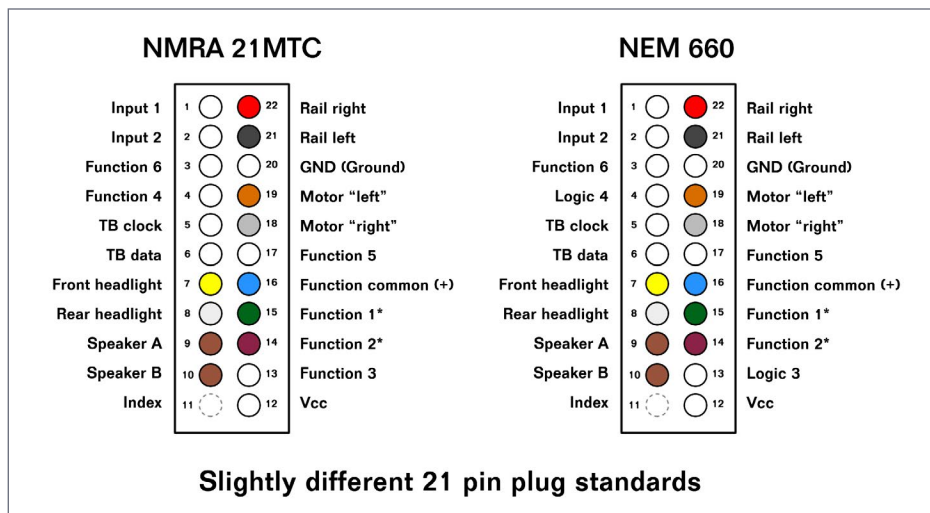 NMRA 21MTC
Input 1 1 22 Rail right
Input 2 2 21 Rail left
Function 6 3 20 GND (Ground)
Function 4 4 19 Motor “left”
TB clock 5 18 Motor “right”
TB data 6 17 Function 5
Front headlight 7 16 Function common (+)
Rear headlight 8 15 Function 1*
Speaker A 9 14 Function 2*
Speaker B 10 13 Function 3
Index 11 12 Vcc
NEM 660
Input 1 1 22 Rail right
Input 2 2 21 Rail left
Function 6 3 20 GND (Ground)
Logic 4 4 19 Motor “left”
TB clock 5 18 Motor “right”
TB data 6 17 Function 5
Front headlight 7 16 Function common (+)
Rear headlight 8 15 Function 1*
Speaker A 9 14 Function 2*
Speaker B 10 13 Logic 3
Index 11 12 Vcc
Slightly different 21 pin plug standards